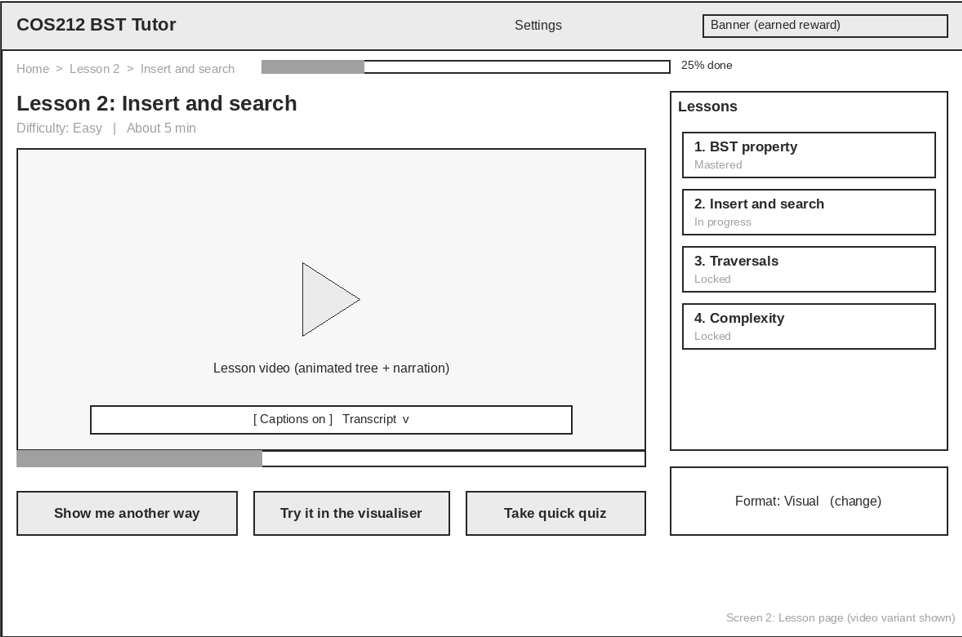 COS212 BST Tutor
Settings
Banner (earned reward)
Home > Lesson 2 > Insert and search
25% done
Lesson 2: Insert and search
Difficulty: Easy | About 5 min
Lesson video (animated tree + narration)
[ Captions on ] Transcript v
Show me another way
Try it in the visualiser
Take quick quiz
Lessons
1. BST property
Mastered
2. Insert and search
In progress
3. Traversals
Locked
4. Complexity
Locked
Format: Visual (change)
Screen 2: Lesson page (video variant shown)